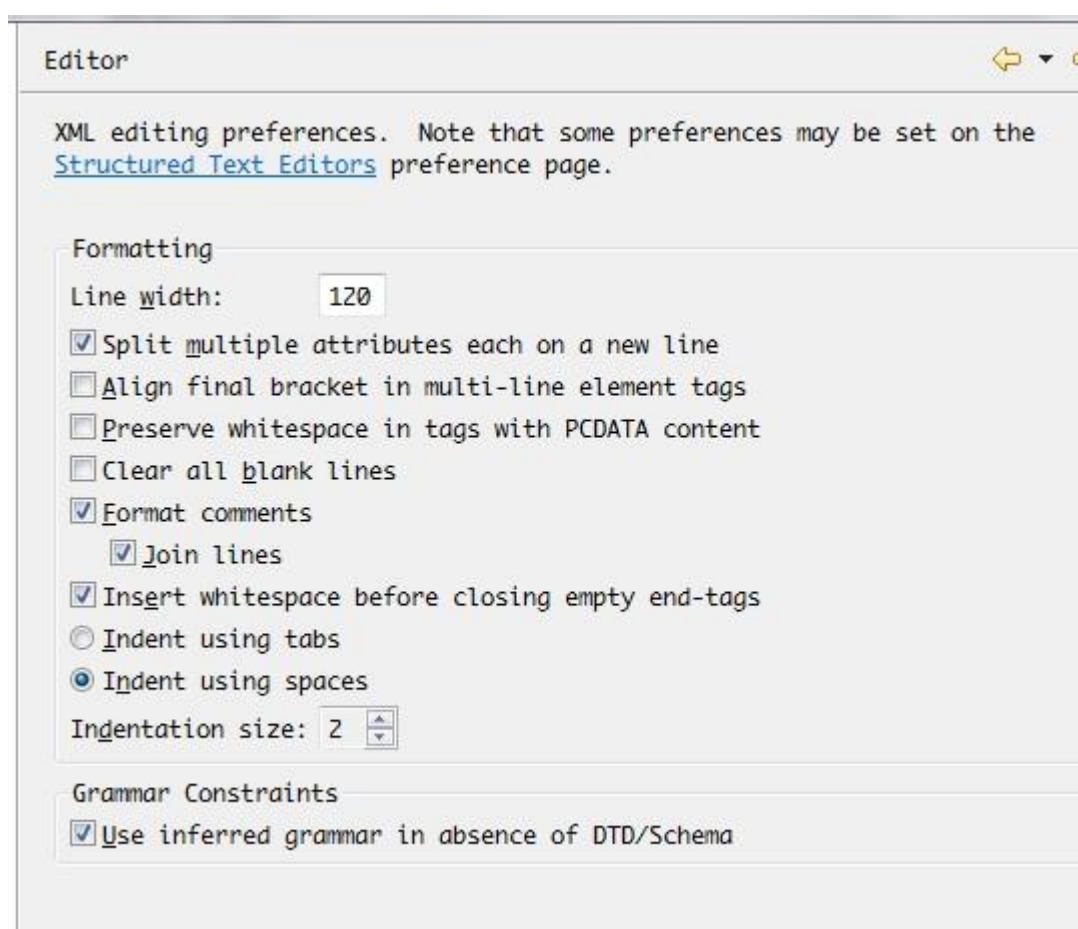 Editor
XML editing preferences.  Note that some preferences may be set on the
Structured Text Editors preference page.
Formatting
Line width: 120
Split multiple attributes each on a new line
Align final bracket in multi-line element tags
Preserve whitespace in tags with PCDATA content
Clear all blank lines
Format comments
Join lines
Insert whitespace before closing empty end-tags
Indent using tabs
Indent using spaces
Indentation size: 2
Grammar Constraints
Use inferred grammar in absence of DTD/Schema